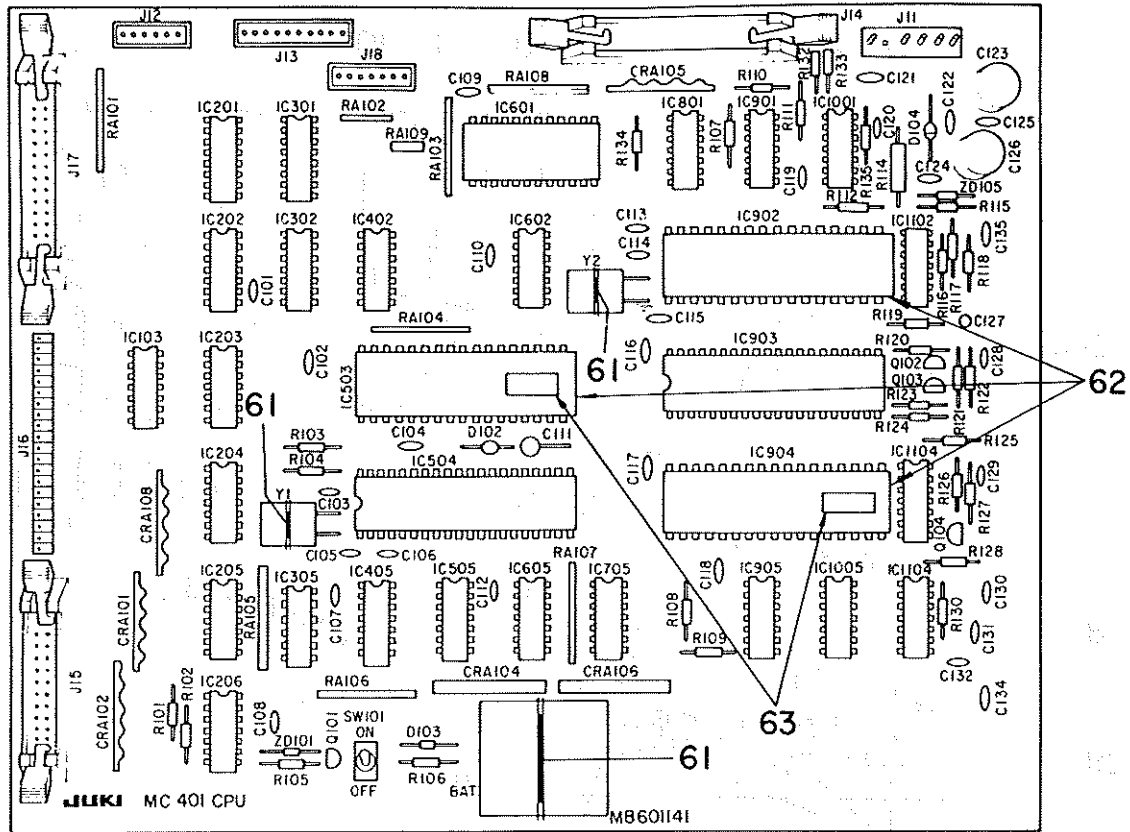 J12
J13
J18
J14
J11
C123
C109
RA108
CRA105
R110
R132
R133
C121
C122
RA101
IC201
IC301
RA102
IC601
IC801
IC901
R111
IC1001
C120
D104
C125
RA109
RA103
R134
R107
C119
R135
R114
C124
C126
J17
R112
ZD105
R115
IC202
IC302
IC402
IC602
C113
IC902
IC1102
C135
C114
C110
Y2
C101
R116
R117
R118
C115
R119
C127
RA104
61
IC103
IC203
C102
IC503
61
C116
IC903
R120
Q102
C128
Q103
62
R123
R122
R124
R121
61
R103
C104
D102
C111
R125
J16
IC204
R104
IC504
C117
IC904
IC1104
R126
C129
Y1
C103
R127
CRA108
Q104
C105
C106
RA107
R128
IC205
RA105
IC305
IC405
IC505
C112
IC605
IC705
C118
IC905
IC1005
IC1104
C130
C107
R108
R130
CRA101
R109
C131
C132
J15
RA106
CRA104
CRA106
C134
R102
IC206
R101
63
CRA102
C108
Q101
SW101
ON
ZD101
D103
61
R105
R106
BAT.
OFF
JUKI MC 401 CPU
M8601141